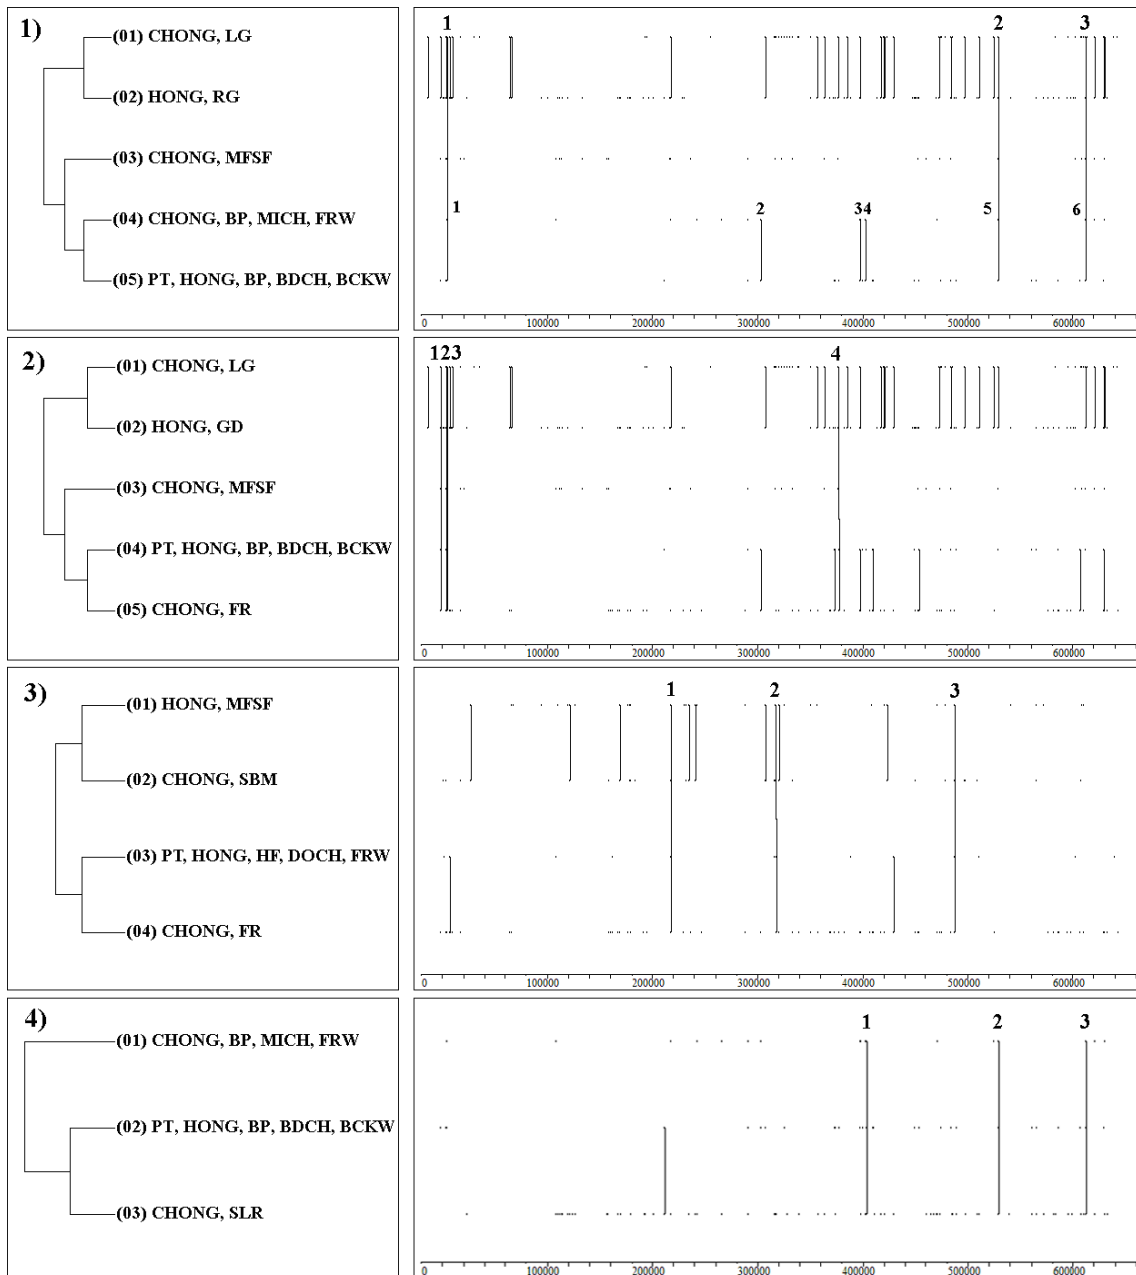 1)
(01) CHONG, LG
(02) HONG, RG
(03) CHONG, MFSF
(04) CHONG, BP, MICH, FRW
(05) PT, HONG, BP, BDCH, BCKW
1 2 3
1 2 3 4 5 6
0 100000 200000 300000 400000 500000 600000
2)
(01) CHONG, LG
(02) HONG, GD
(03) CHONG, MFSF
(04) PT, HONG, BP, BDCH, BCKW
(05) CHONG, FR
123 4
0 100000 200000 300000 400000 500000 600000
3)
(01) HONG, MFSF
(02) CHONG, SBM
(03) PT, HONG, HF, DOCH, FRW
(04) CHONG, FR
1 2 3
0 100000 200000 300000 400000 500000 600000
4)
(01) CHONG, BP, MICH, FRW
(02) PT, HONG, BP, BDCH, BCKW
(03) CHONG, SLR
1 2 3
0 100000 200000 300000 400000 500000 600000